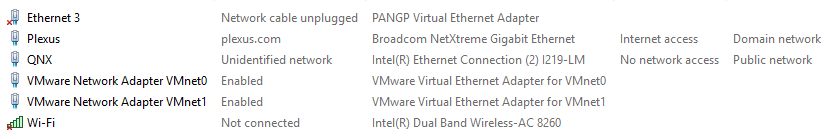 Ethernet 3 Network cable unplugged PANGP Virtual Ethernet Adapter
Plexus plexus.com Broadcom NetXtreme Gigabit Ethernet Internet access Domain network
QNX Unidentified network Intel(R) Ethernet Connection (2) I219-LM No network access Public network
VMware Network Adapter VMnet0 Enabled VMware Virtual Ethernet Adapter for VMnet0
VMware Network Adapter VMnet1 Enabled VMware Virtual Ethernet Adapter for VMnet1
Wi-Fi Not connected Intel(R) Dual Band Wireless-AC 8260